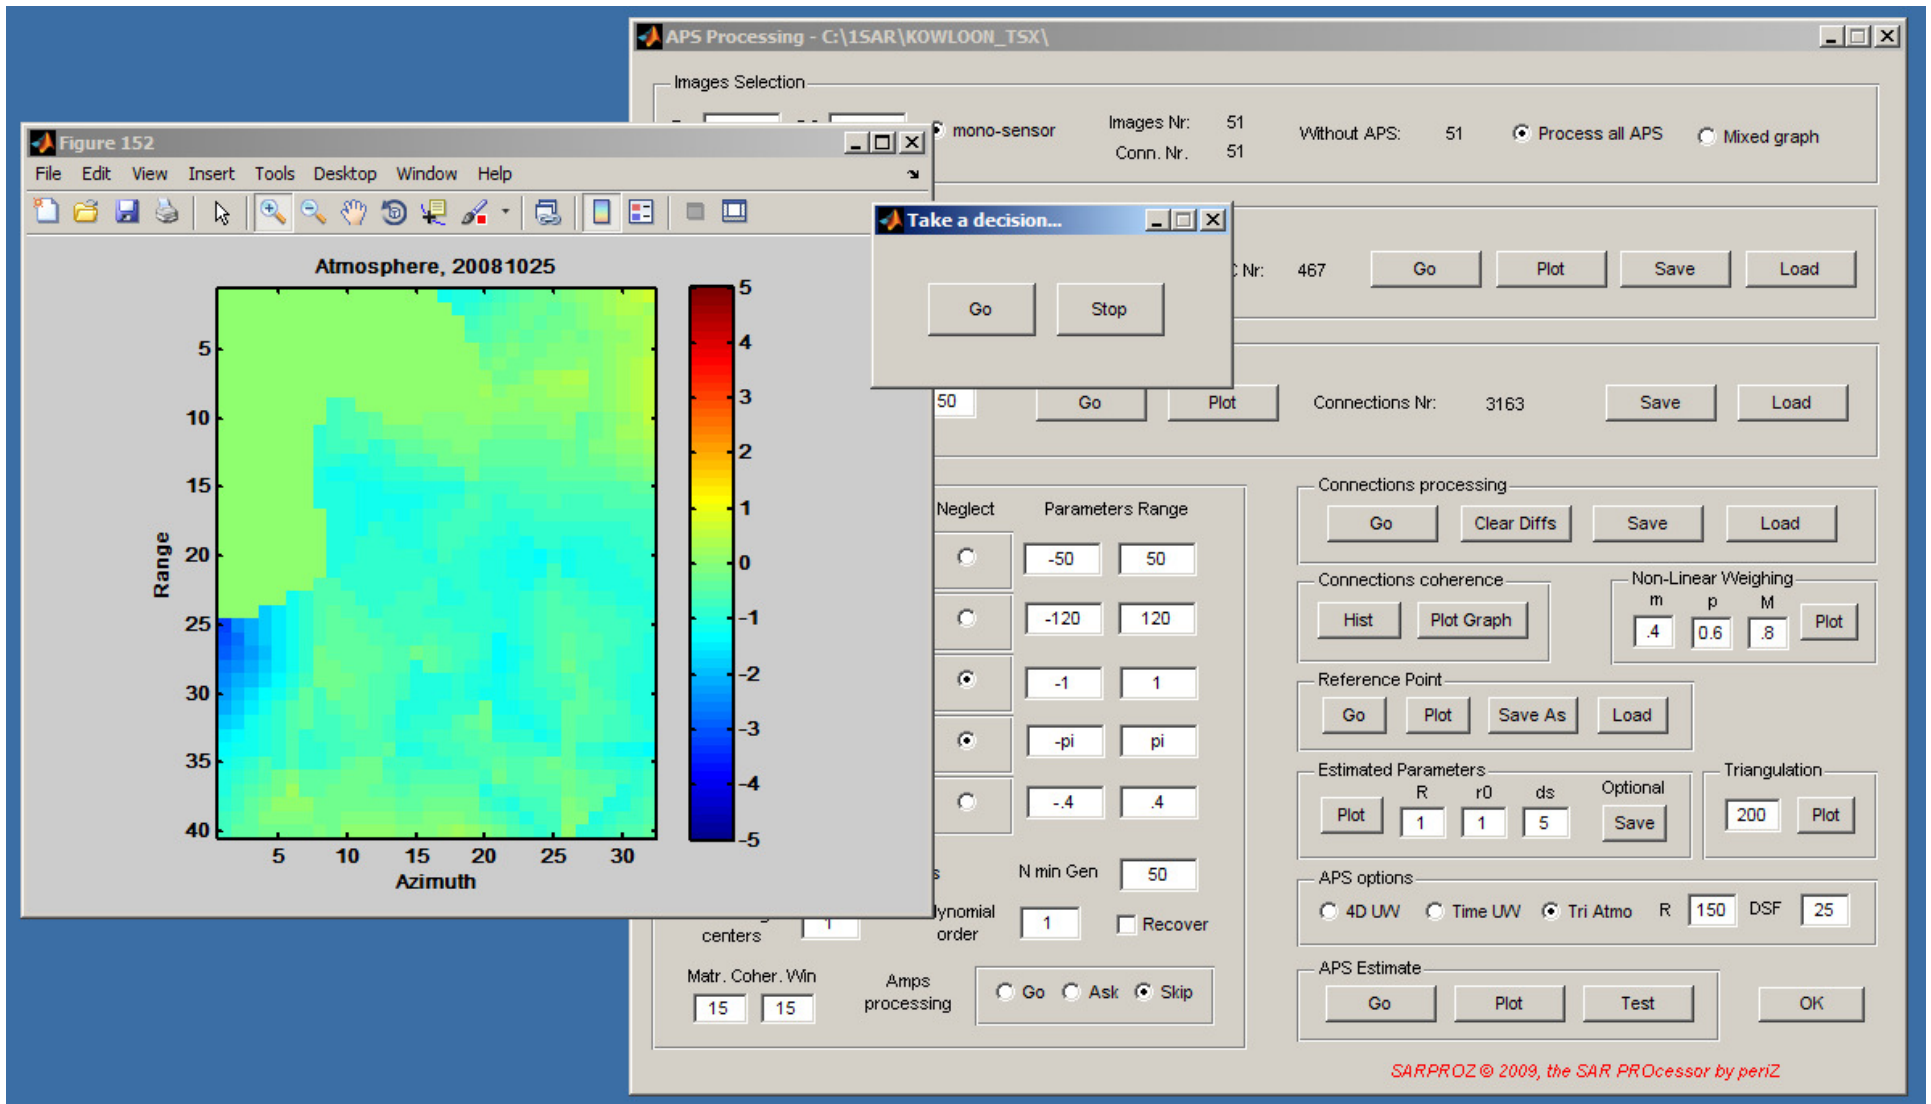 APS Processing - C:\1SAR\KOWLOON_TSX\
Images Selection
mono-sensor
Images Nr: 51
Conn. Nr. 51
Without APS: 51
Process all APS
Mixed graph
Figure 152
File Edit View Insert Tools Desktop Window Help
Atmosphere, 20081025
5
10
15
20
25
30
35
40
Range
5 10 15 20 25 30
Azimuth
5
4
3
2
1
0
-1
-2
-3
-4
-5
Take a decision...
Go Stop
Nr: 467 Go Plot Save Load
50 Go Plot Connections Nr: 3163 Save Load
Neglect Parameters Range
-50 50
-120 120
-1 1
-pi pi
-.4 .4
N min Gen 50
centers 1
order 1
Recover
Matr. Coher. Win
15 15
Amps
processing
Go Ask Skip
Connections processing
Go Clear Diffs Save Load
Connections coherence
Hist Plot Graph
Non-Linear Weighing
m p M
.4 0.6 .8 Plot
Reference Point
Go Plot Save As Load
Estimated Parameters
R r0 ds Optional
Plot 1 1 5 Save
Triangulation
200 Plot
APS options
4D UW Time UW Tri Atmo R 150 DSF 25
APS Estimate
Go Plot Test
OK
SARPROZ © 2009, the SAR PROcessor by periZ